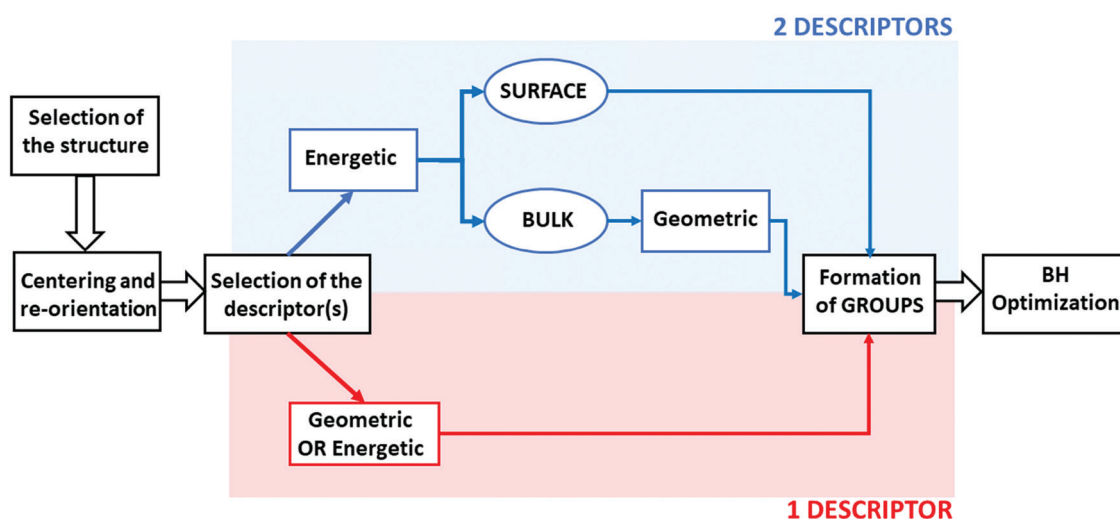 2 DESCRIPTORS
Selection of
the structure
SURFACE
Energetic
BULK
Geometric
Centering and
re-orientation
Selection of the
descriptor(s)
Formation
of GROUPS
BH
Optimization
Geometric
OR Energetic
1 DESCRIPTOR